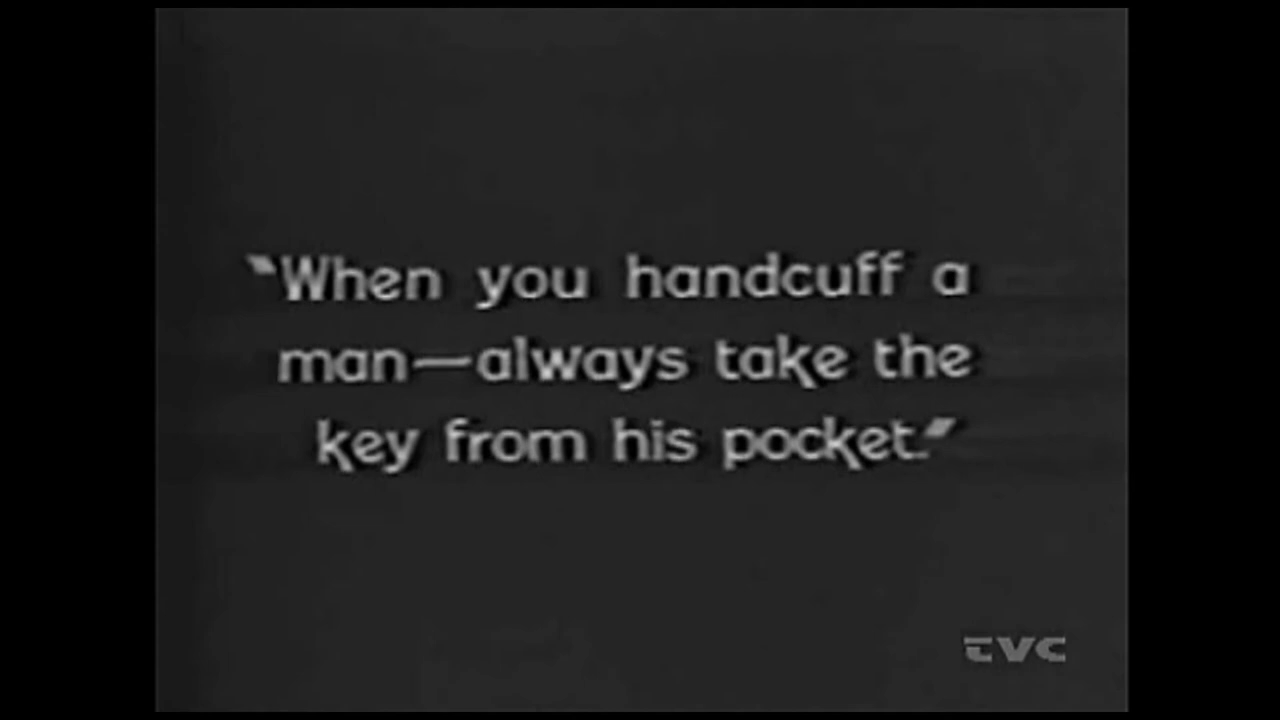 "When you handcuff a
man—always take the
key from his pocket."
TVC